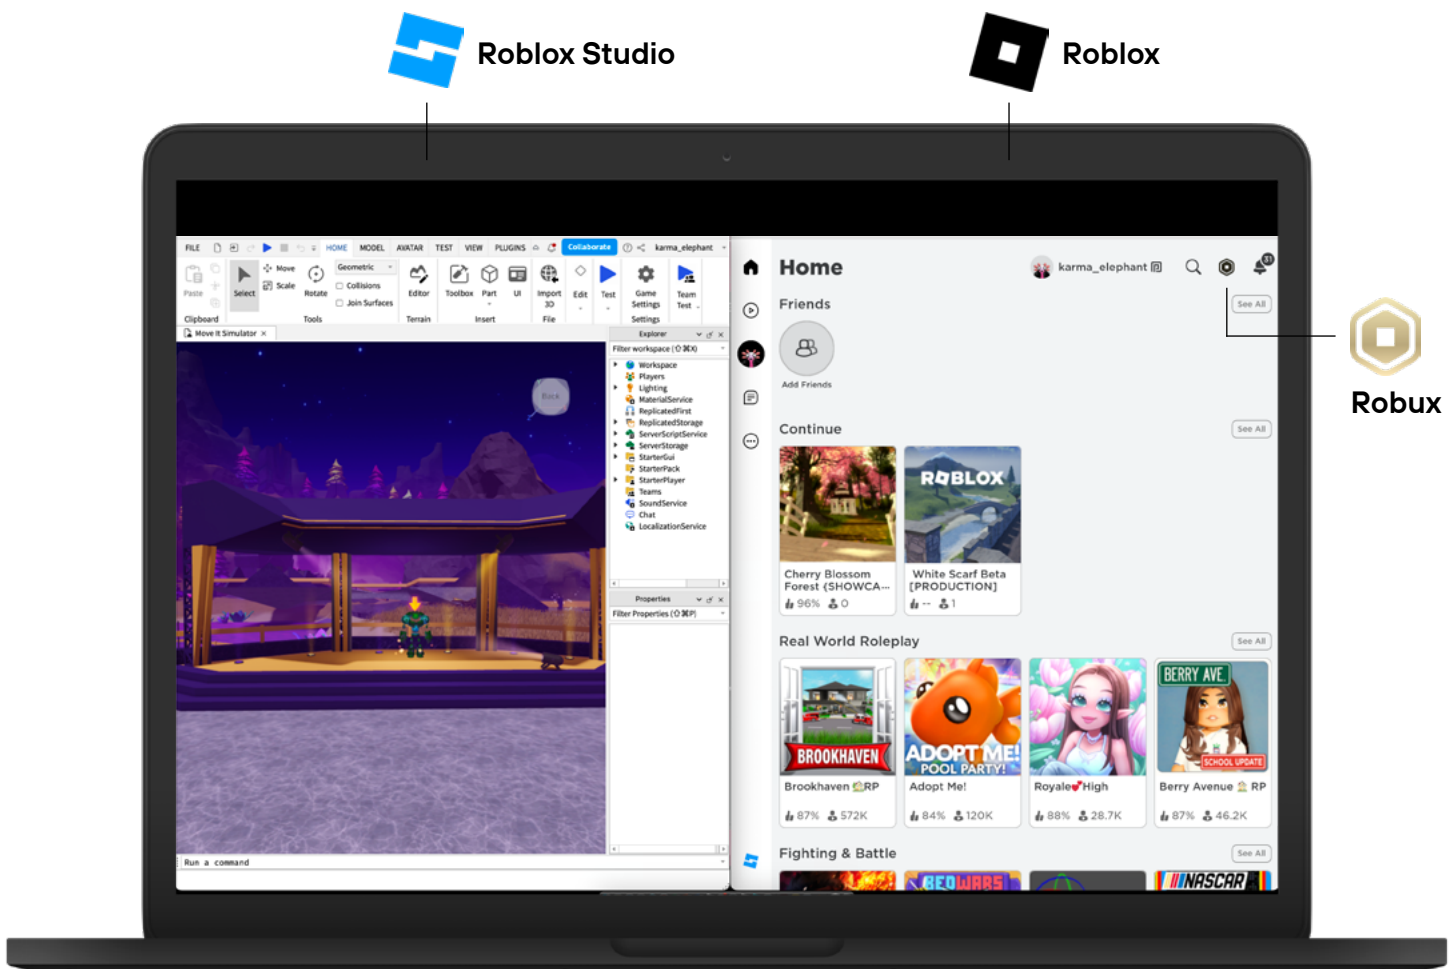 Roblox Studio
Roblox
FILE HOME MODEL AVATAR TEST VIEW PLUGINS Collaborate karma_elephant
Paste
Clipboard
Select
Move
Scale
Rotate
Geometric
Collisions
Join Surfaces
Tools
Editor
Terrain
Toolbox
Part
UI
Insert
Import
3D
File
Edit
Test
Game
Settings
Settings
Team
Test
Move It Simulator
Back
Explorer
Filter workspace (⇧⌘X)
Workspace
Players
Lighting
MaterialService
ReplicatedFirst
ReplicatedStorage
ServerScriptService
ServerStorage
StarterGui
StarterPack
StarterPlayer
Teams
SoundService
Chat
LocalizationService
Properties
Filter Properties (⇧⌘P)
Run a command
Home
karma_elephant
31
Friends
See All
Add Friends
Continue
See All
ROBLOX
Cherry Blossom
Forest {SHOWCA...
96% 0
White Scarf Beta
[PRODUCTION]
-- 1
Real World Roleplay
See All
BROOKHAVEN
Brookhaven RP
87% 572K
ADOPT ME!
POOL PARTY!
Adopt Me!
84% 120K
Royale💕High
88% 28.7K
BERRY AVE.
SCHOOL UPDATE
Berry Avenue RP
87% 46.2K
Fighting & Battle
See All
BEDWARS
NASCAR
Robux